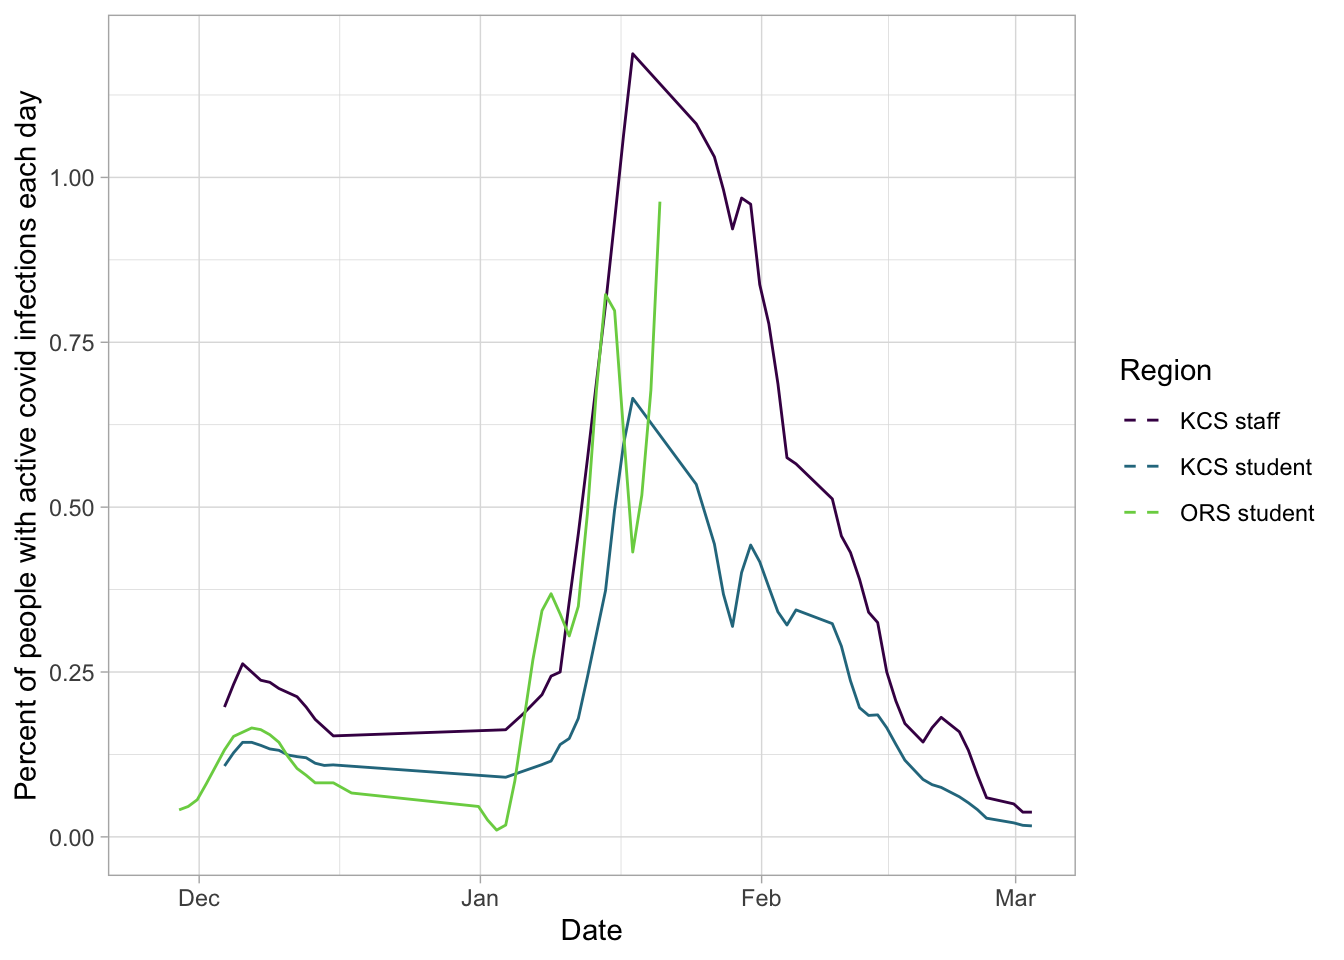 Percent of people with active covid infections each day
1.00
0.75
0.50
0.25
0.00
Dec
Jan
Feb
Mar
Date
Region
KCS staff
KCS student
ORS student